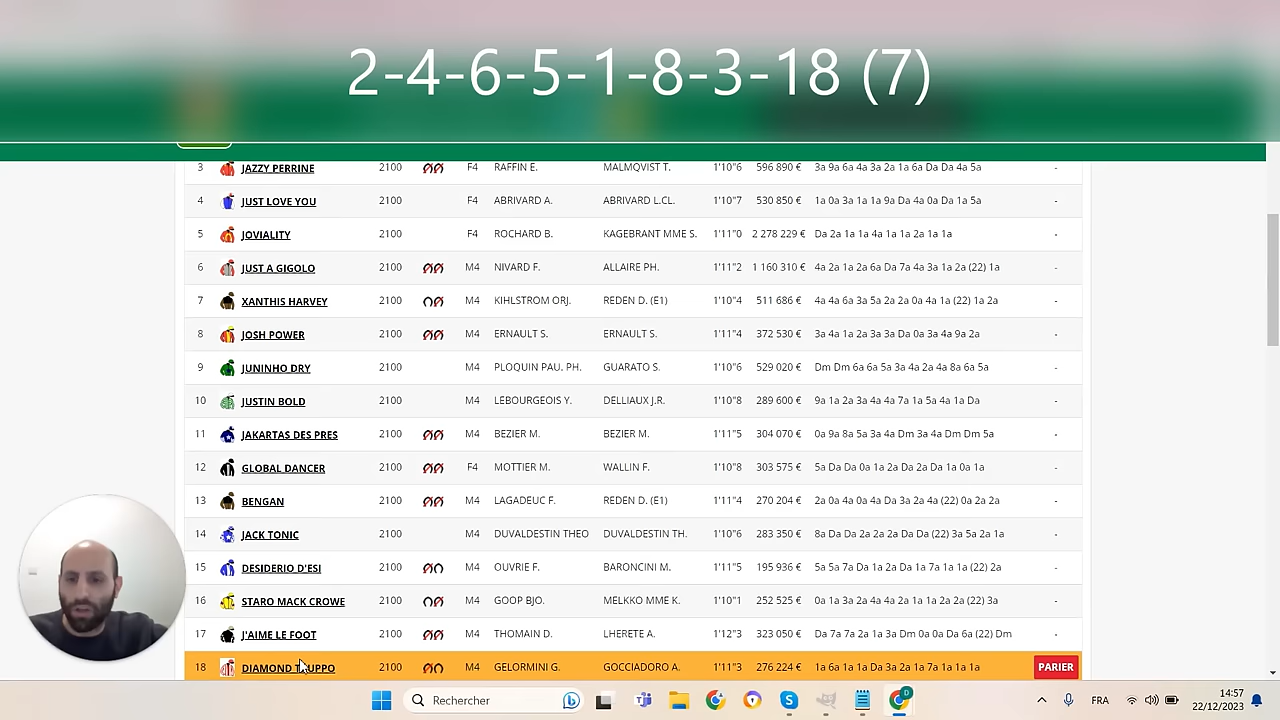 2-4-6-5-1-8-3-18 (7)
3 JAZZY PERRINE 2100 F4 RAFFIN E. MALMQVIST T. 1'10"6 596 890 € 3a 9a 6a 4a 3a 2a 1a 6a Da Da 4a 5a -
4 JUST LOVE YOU 2100 F4 ABRIVARD A. ABRIVARD L.CL. 1'10"7 530 850 € 1a 0a 3a 1a 1a 9a Da 4a 0a Da 1a 5a -
5 JOVIALITY 2100 F4 ROCHARD B. KAGEBRANT MME S. 1'11"0 2 278 229 € Da 2a 1a 1a 4a 1a 1a 2a 1a 1a -
6 JUST A GIGOLO 2100 M4 NIVARD F. ALLAIRE PH. 1'11"2 1 160 310 € 4a 2a 1a 2a 6a Da 7a 4a 3a 1a 2a (22) 1a -
7 XANTHIS HARVEY 2100 M4 KIHLSTROM ORJ. REDEN D. (E1) 1'10"4 511 686 € 4a 4a 6a 3a 5a 2a 2a 0a 4a 1a (22) 1a 2a -
8 JOSH POWER 2100 M4 ERNAULT S. ERNAULT S. 1'11"4 372 530 € 3a 4a 1a 2a 3a 3a Da 0a 3a 4a 9a 2a -
9 JUNINHO DRY 2100 M4 PLOQUIN PAU. PH. GUARATO S. 1'10"6 529 020 € Dm Dm 6a 6a 5a 3a 4a 2a 4a 8a 6a 5a -
10 JUSTIN BOLD 2100 M4 LEBOURGEOIS Y. DELLIAUX J.R. 1'10"8 289 600 € 9a 1a 2a 3a 4a 4a 7a 1a 5a 4a 1a Da -
11 JAKARTAS DES PRES 2100 M4 BEZIER M. BEZIER M. 1'11"5 304 070 € 0a 9a 8a 5a 3a 4a Dm 3a 4a Dm Dm 5a -
12 GLOBAL DANCER 2100 F4 MOTTIER M. WALLIN F. 1'10"8 303 575 € 5a Da Da 0a 1a 2a Da 2a Da 1a 0a 1a -
13 BENGAN 2100 M4 LAGADEUC F. REDEN D. (E1) 1'11"4 270 204 € 2a 0a 4a 0a 4a Da 3a 2a 4a (22) 0a 2a 2a -
14 JACK TONIC 2100 M4 DUVALDESTIN THEO DUVALDESTIN TH. 1'10"6 283 350 € 8a Da Da 2a 2a 2a Da Da (22) 3a 5a 2a 1a -
15 DESIDERIO D'ESI 2100 M4 OUVRIE F. BARONCINI M. 1'11"5 195 936 € 5a 5a 7a Da 1a 2a Da 1a 7a 1a 1a (22) 2a -
16 STARO MACK CROWE 2100 M4 GOOP BJO. MELKKO MME K. 1'10"1 252 525 € 0a 1a 3a 2a 4a 4a 2a 1a 1a 2a 2a (22) 3a -
17 J'AIME LE FOOT 2100 M4 THOMAIN D. LHERETE A. 1'12"3 323 050 € Da 7a 7a 2a 1a 3a Dm 0a Da Da 6a (22) Dm -
18 DIAMOND TRUPPO 2100 M4 GELORMINI G. GOCCIADORO A. 1'11"3 276 224 € 1a 6a 1a 1a Da 3a 2a 1a 7a 1a 1a 1a PARIER
Rechercher FRA 14:57
22/12/2023